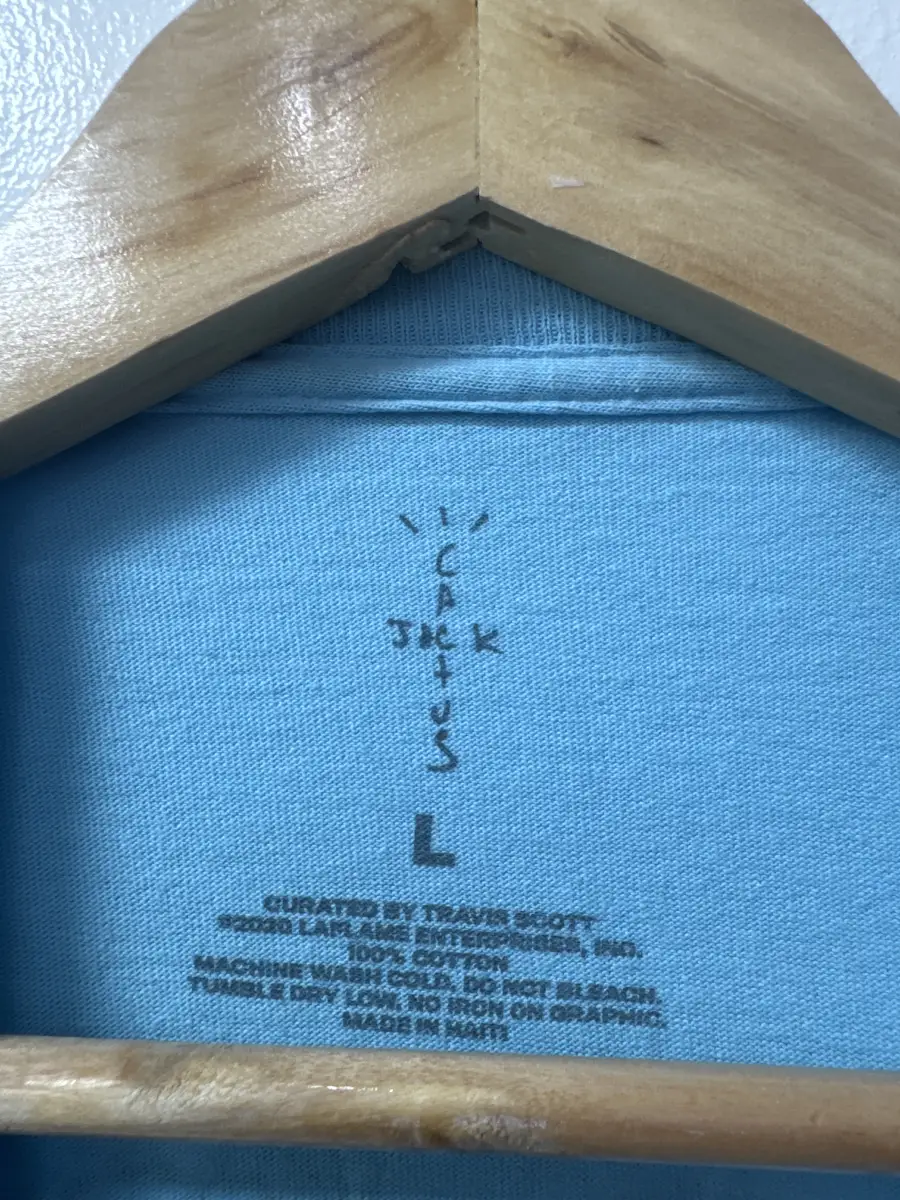 CACTUS
JACK
L
CURATED BY TRAVIS SCOTT
©2020 LAFLAME ENTERPRISES, INC.
100% COTTON
MACHINE WASH COLD. DO NOT BLEACH.
TUMBLE DRY LOW. NO IRON ON GRAPHIC.
MADE IN HAITI